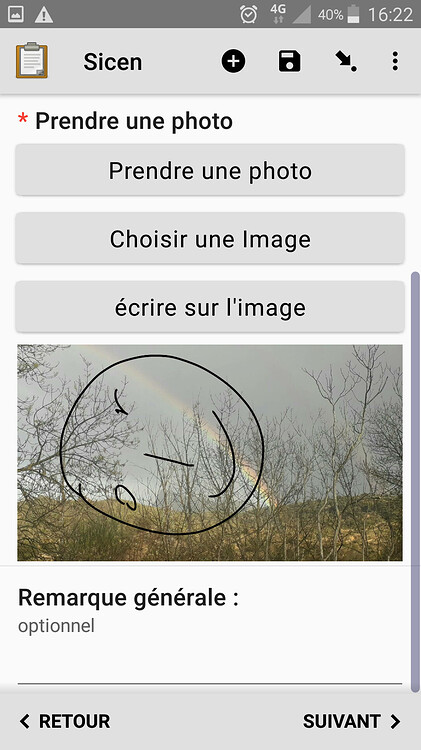 4G 40% 16:22
Sicen
* Prendre une photo
Prendre une photo
Choisir une Image
écrire sur l'image
Remarque générale :
optionnel
RETOUR SUIVANT